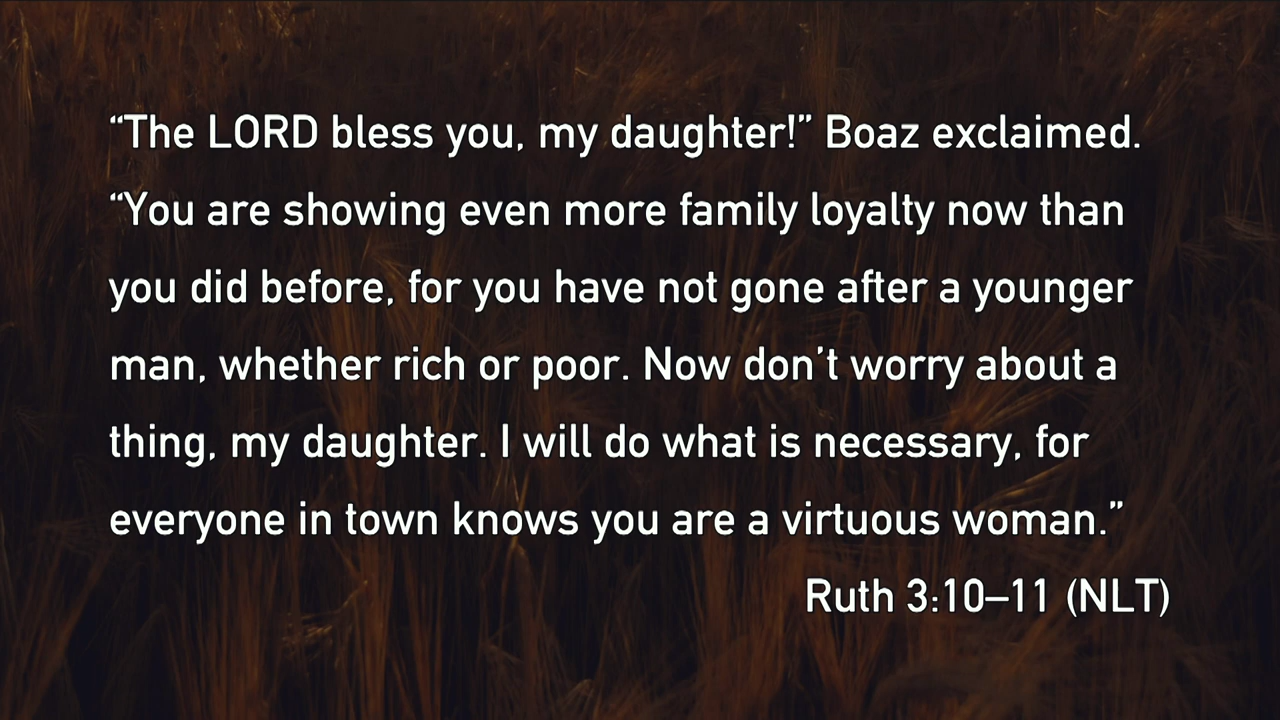 “The LORD bless you, my daughter!” Boaz exclaimed.
“You are showing even more family loyalty now than
you did before, for you have not gone after a younger
man, whether rich or poor. Now don’t worry about a
thing, my daughter. I will do what is necessary, for
everyone in town knows you are a virtuous woman.”
Ruth 3:10–11 (NLT)